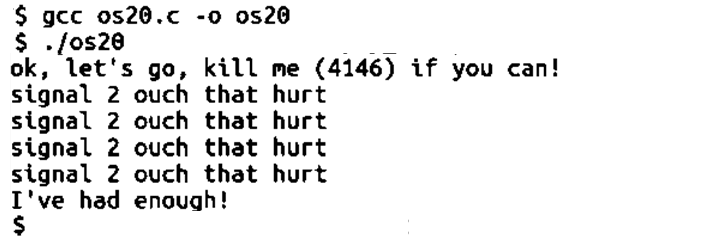 $ gcc os20.c -o os20
$ ./os20
ok, let's go, kill me (4146) if you can!
signal 2 ouch that hurt
signal 2 ouch that hurt
signal 2 ouch that hurt
signal 2 ouch that hurt
I've had enough!
$